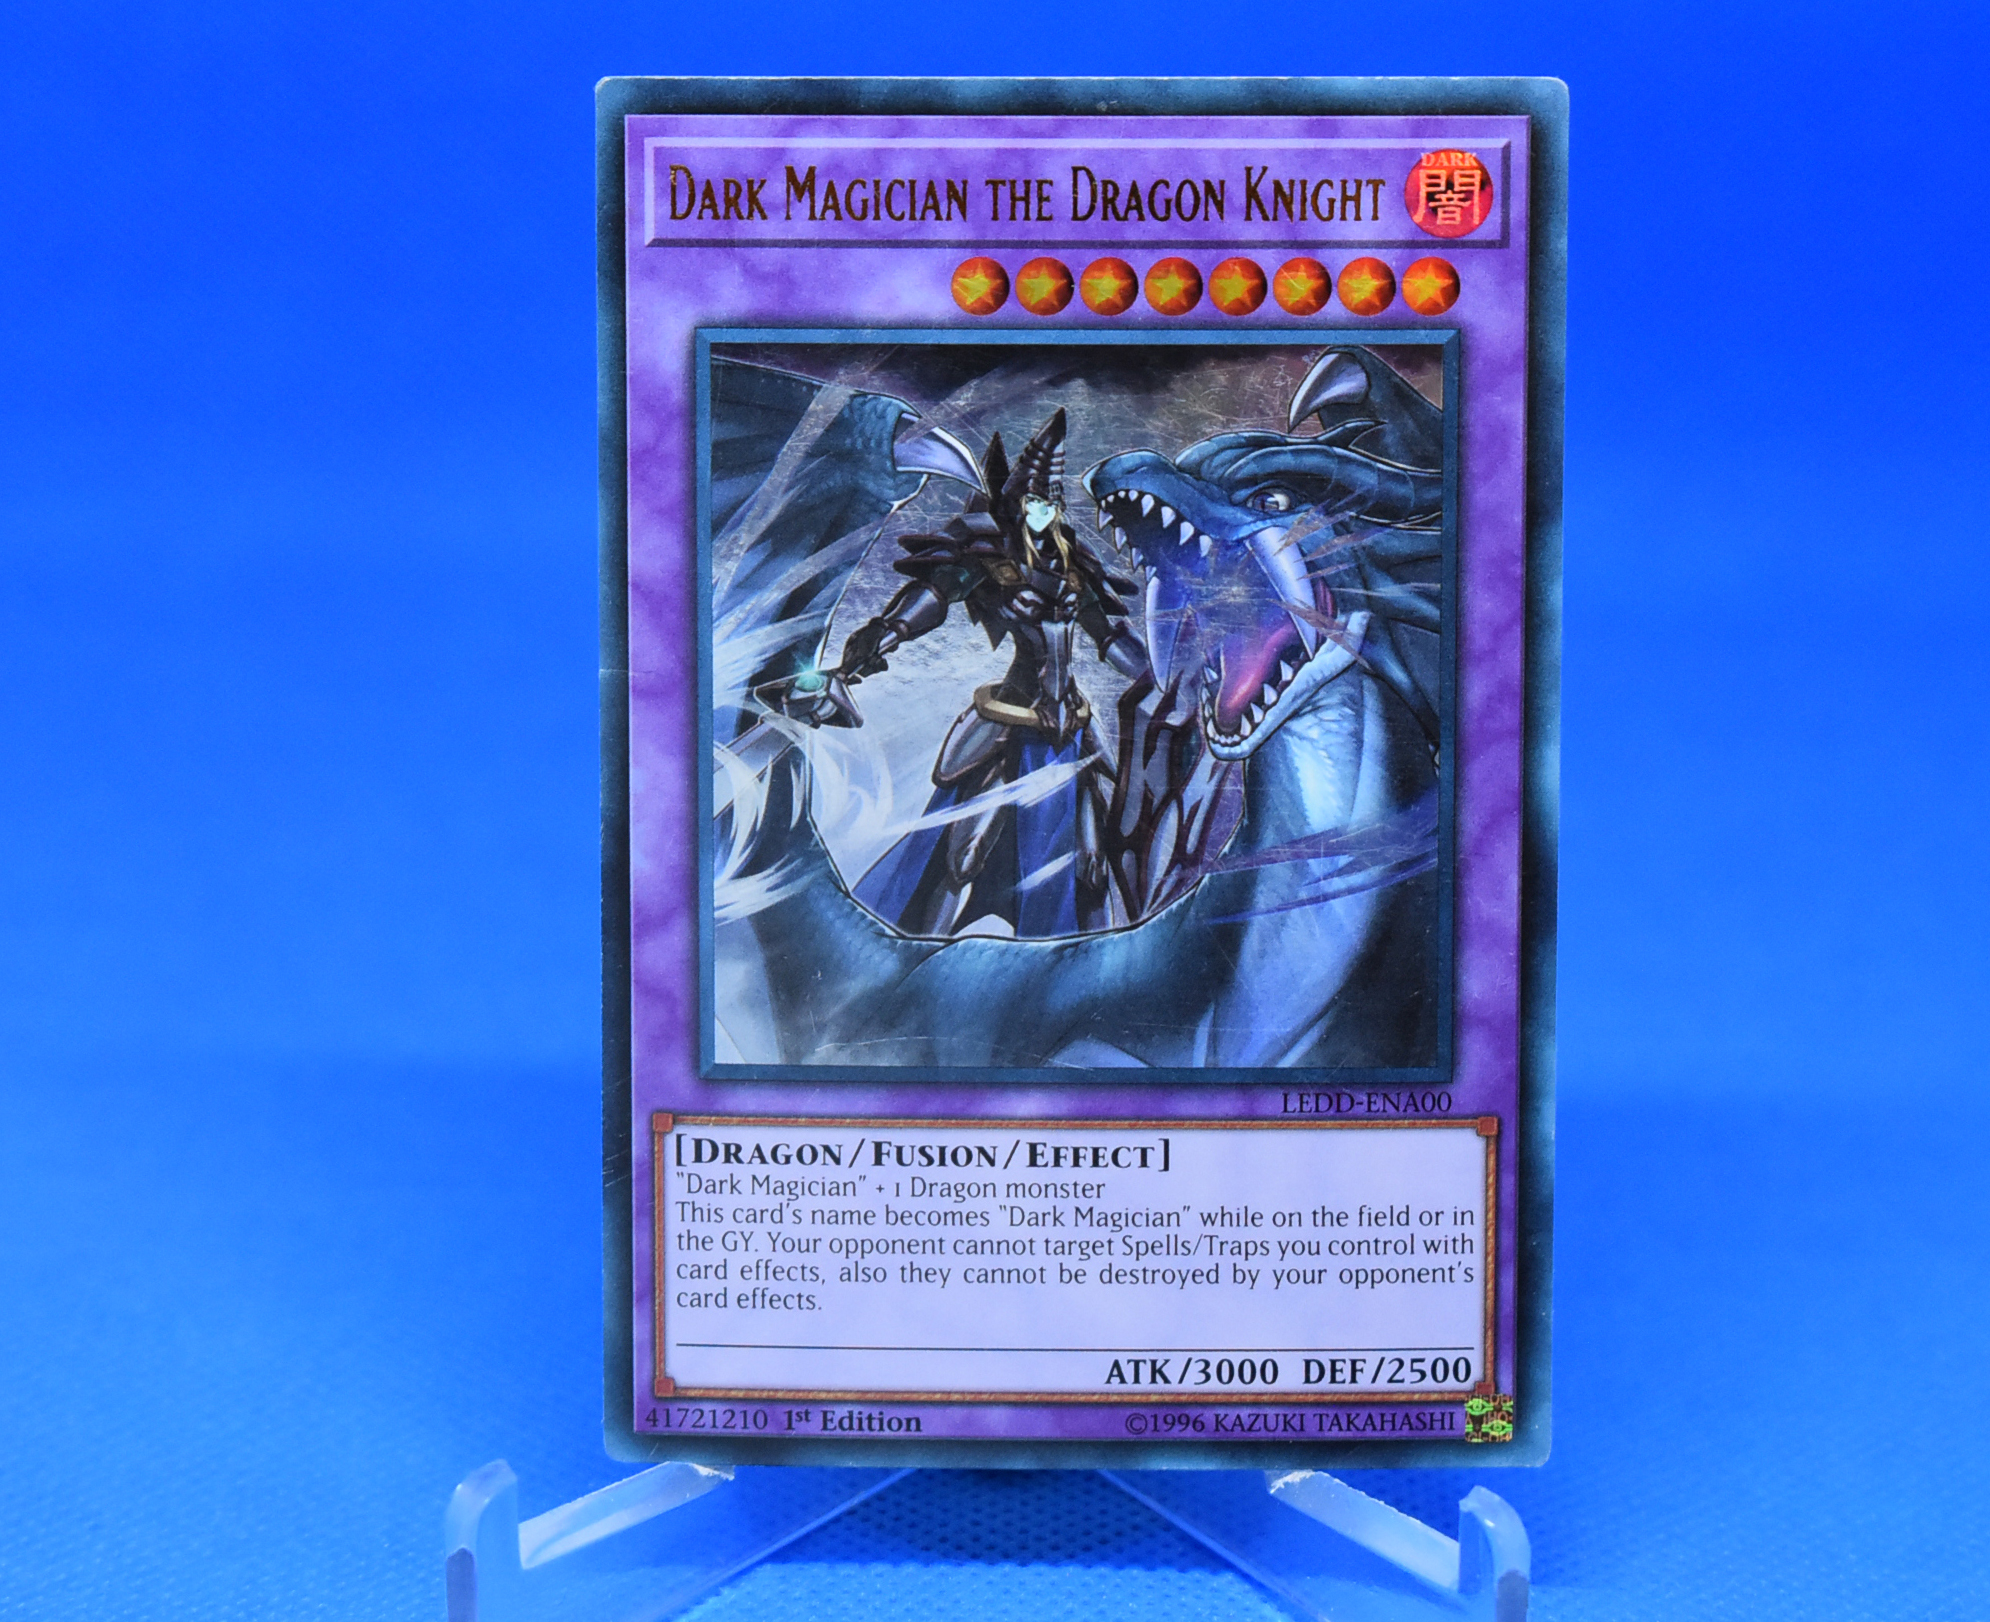 DARK MAGICIAN THE DRAGON KNIGHT
DARK
闇
LEDD-ENA00
[DRAGON/FUSION/EFFECT]
"Dark Magician" + 1 Dragon monster
This card's name becomes "Dark Magician" while on the field or in
the GY. Your opponent cannot target Spells/Traps you control with
card effects, also they cannot be destroyed by your opponent's
card effects.
ATK/3000 DEF/2500
41721210 1st Edition ©1996 KAZUKI TAKAHASHI